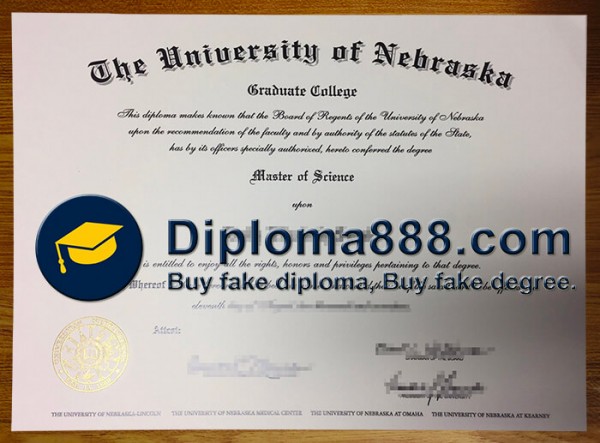 The University of Nebraska
Graduate College
This diploma makes known that the Board of Regents of the University of Nebraska
upon the recommendation of the faculty and by authority of the statutes of the State,
has by its officers specially authorized, hereto conferred the degree
Master of Science
upon
Diploma888.com
is entitled to enjoy all the rights, honors and privileges pertaining to that degree.
Buy fake diploma. Buy fake degree.
Whereof
eleventh day of
Attest:
THE UNIVERSITY OF NEBRASKA-LINCOLN THE UNIVERSITY OF NEBRASKA MEDICAL CENTER THE UNIVERSITY OF NEBRASKA AT OMAHA THE UNIVERSITY OF NEBRASKA AT KEARNEY